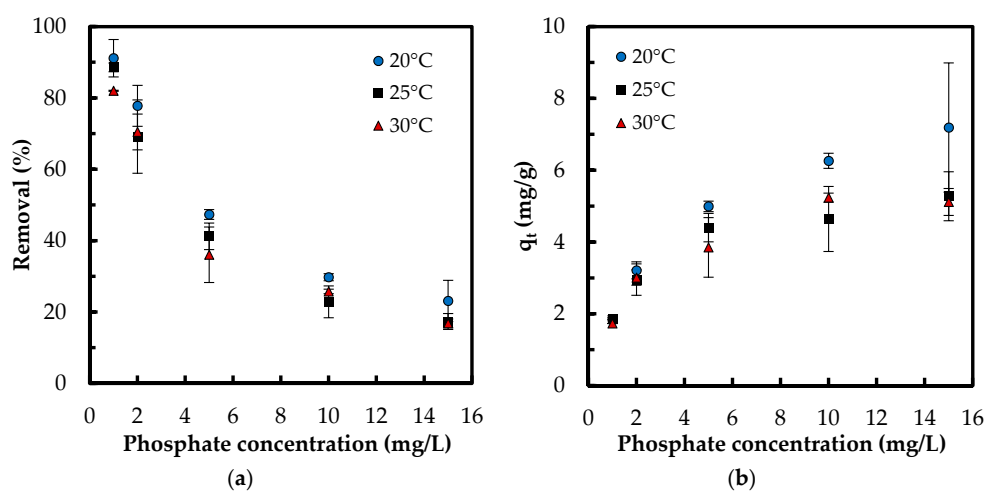 100
80
60
40
20
0
Removal (%)
20°C
25°C
30°C
0 2 4 6 8 10 12 14 16
Phosphate concentration (mg/L)
(a)
10
8
6
4
2
0
qt (mg/g)
20°C
25°C
30°C
0 2 4 6 8 10 12 14 16
Phosphate concentration (mg/L)
(b)